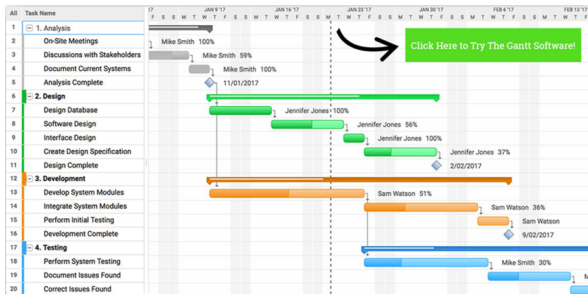 All Task Name 17 JAN 9 '17 JAN 16 '17 JAN 23 '17 JAN 30 '17 FEB 6 '17 FEB 13 '17
F S S M T W T F S S M T W T F S S M T W T F S S M T W T F S S M T W T F S S M T
1 1. Analysis
2 On-Site Meetings Mike Smith 100%
3 Discussions with Stakeholders Mike Smith 59%
4 Document Current Systems Mike Smith 100%
5 Analysis Complete 11/01/2017
6 2. Design
7 Design Database Jennifer Jones 100%
8 Software Design Jennifer Jones 56%
9 Interface Design Jennifer Jones 100%
10 Create Design Specification Jennifer Jones 37%
11 Design Complete 2/02/2017
12 3. Development
13 Develop System Modules Sam Watson 51%
14 Integrate System Modules Sam Watson 36%
15 Perform Initial Testing Sam Watson
16 Development Complete 9/02/2017
17 4. Testing
18 Perform System Testing Mike Smith 30%
19 Document Issues Found M
20 Correct Issues Found
Click Here to Try The Gantt Software!